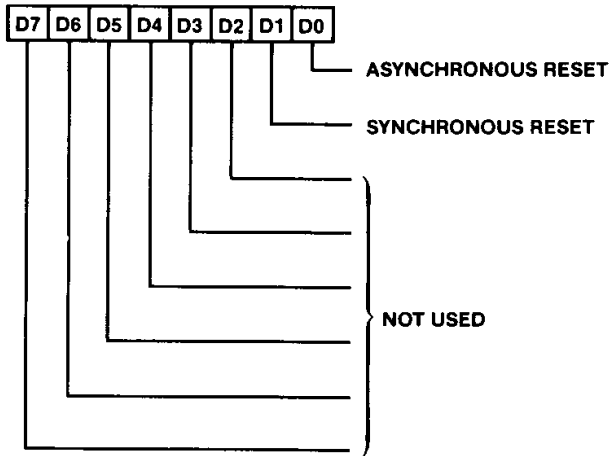 D7 D6 D5 D4 D3 D2 D1 D0
ASYNCHRONOUS RESET
SYNCHRONOUS RESET
NOT USED